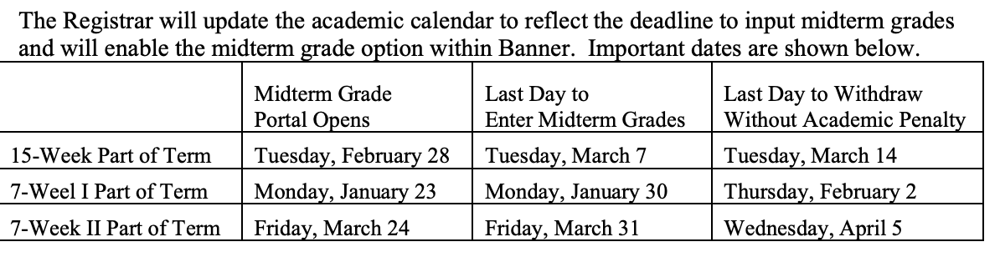 The Registrar will update the academic calendar to reflect the deadline to input midterm grades
and will enable the midterm grade option within Banner.  Important dates are shown below.
Midterm Grade Portal Opens | Last Day to Enter Midterm Grades | Last Day to Withdraw Without Academic Penalty
15-Week Part of Term | Tuesday, February 28 | Tuesday, March 7 | Tuesday, March 14
7-Weel I Part of Term | Monday, January 23 | Monday, January 30 | Thursday, February 2
7-Week II Part of Term | Friday, March 24 | Friday, March 31 | Wednesday, April 5